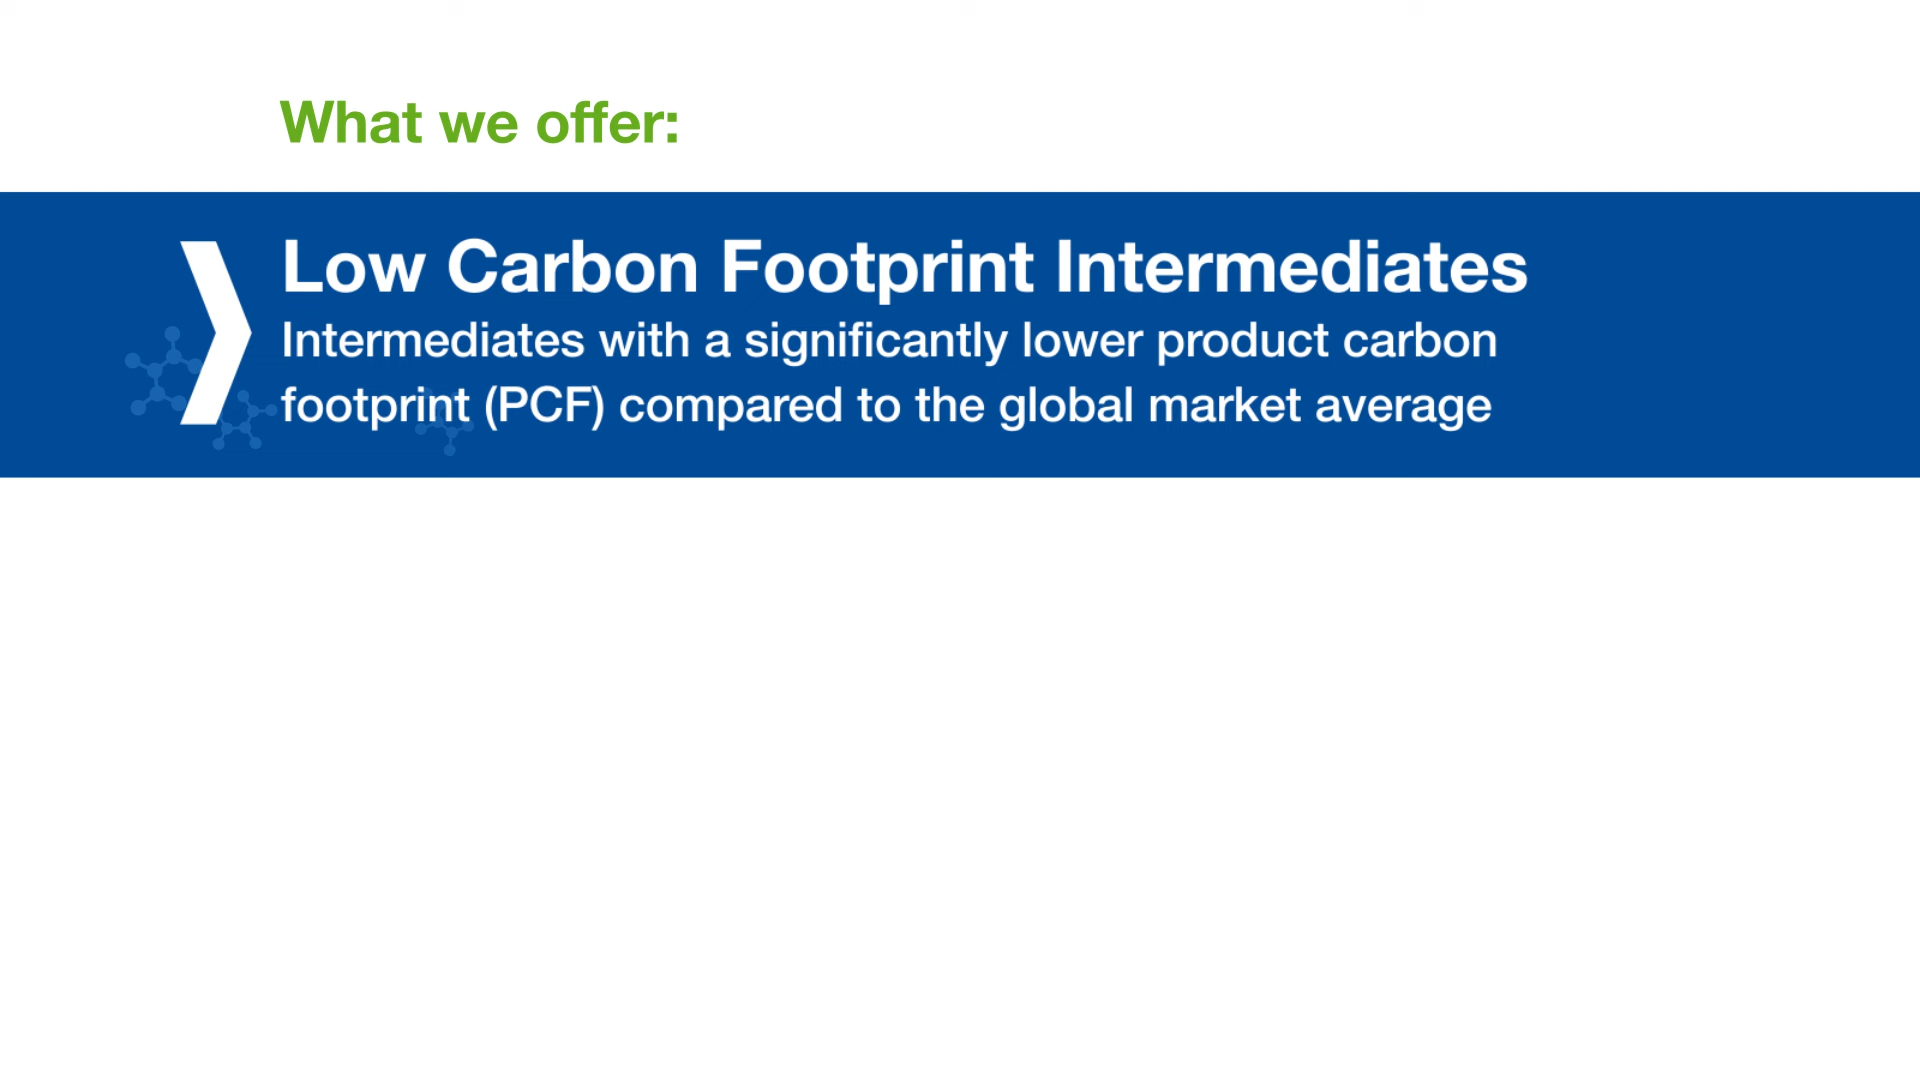 What we offer:
Low Carbon Footprint Intermediates
Intermediates with a significantly lower product carbon
footprint (PCF) compared to the global market average